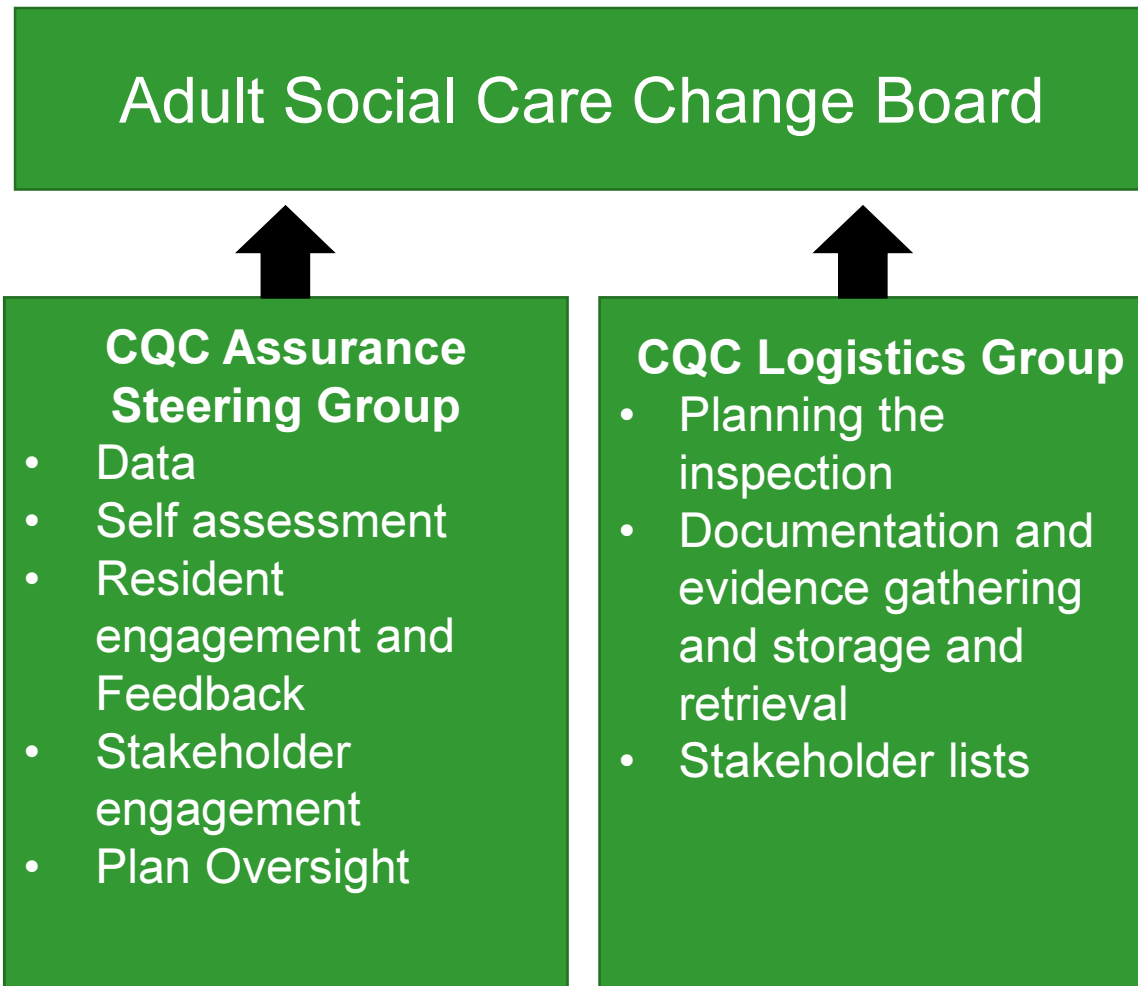 Adult Social Care Change Board
CQC Assurance
Steering Group
• Data
• Self assessment
• Resident
engagement and
Feedback
• Stakeholder
engagement
• Plan Oversight
CQC Logistics Group
• Planning the
inspection
• Documentation and
evidence gathering
and storage and
retrieval
• Stakeholder lists